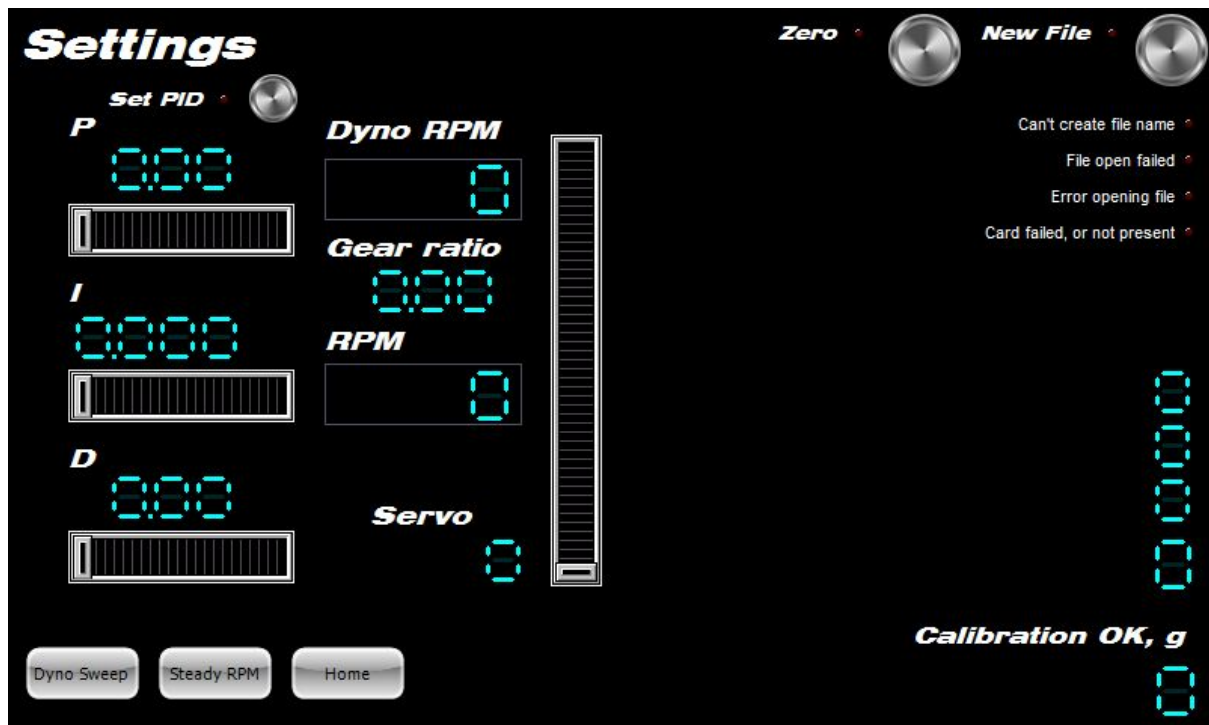 Settings
Zero
New File
Set PID
P
0.00
Dyno RPM
0
Can't create file name
File open failed
Error opening file
Card failed, or not present
Gear ratio
0.00
I
0.000
RPM
0
D
0.00
Servo
0
0
0
0
0
Calibration OK, g
0
Dyno Sweep
Steady RPM
Home